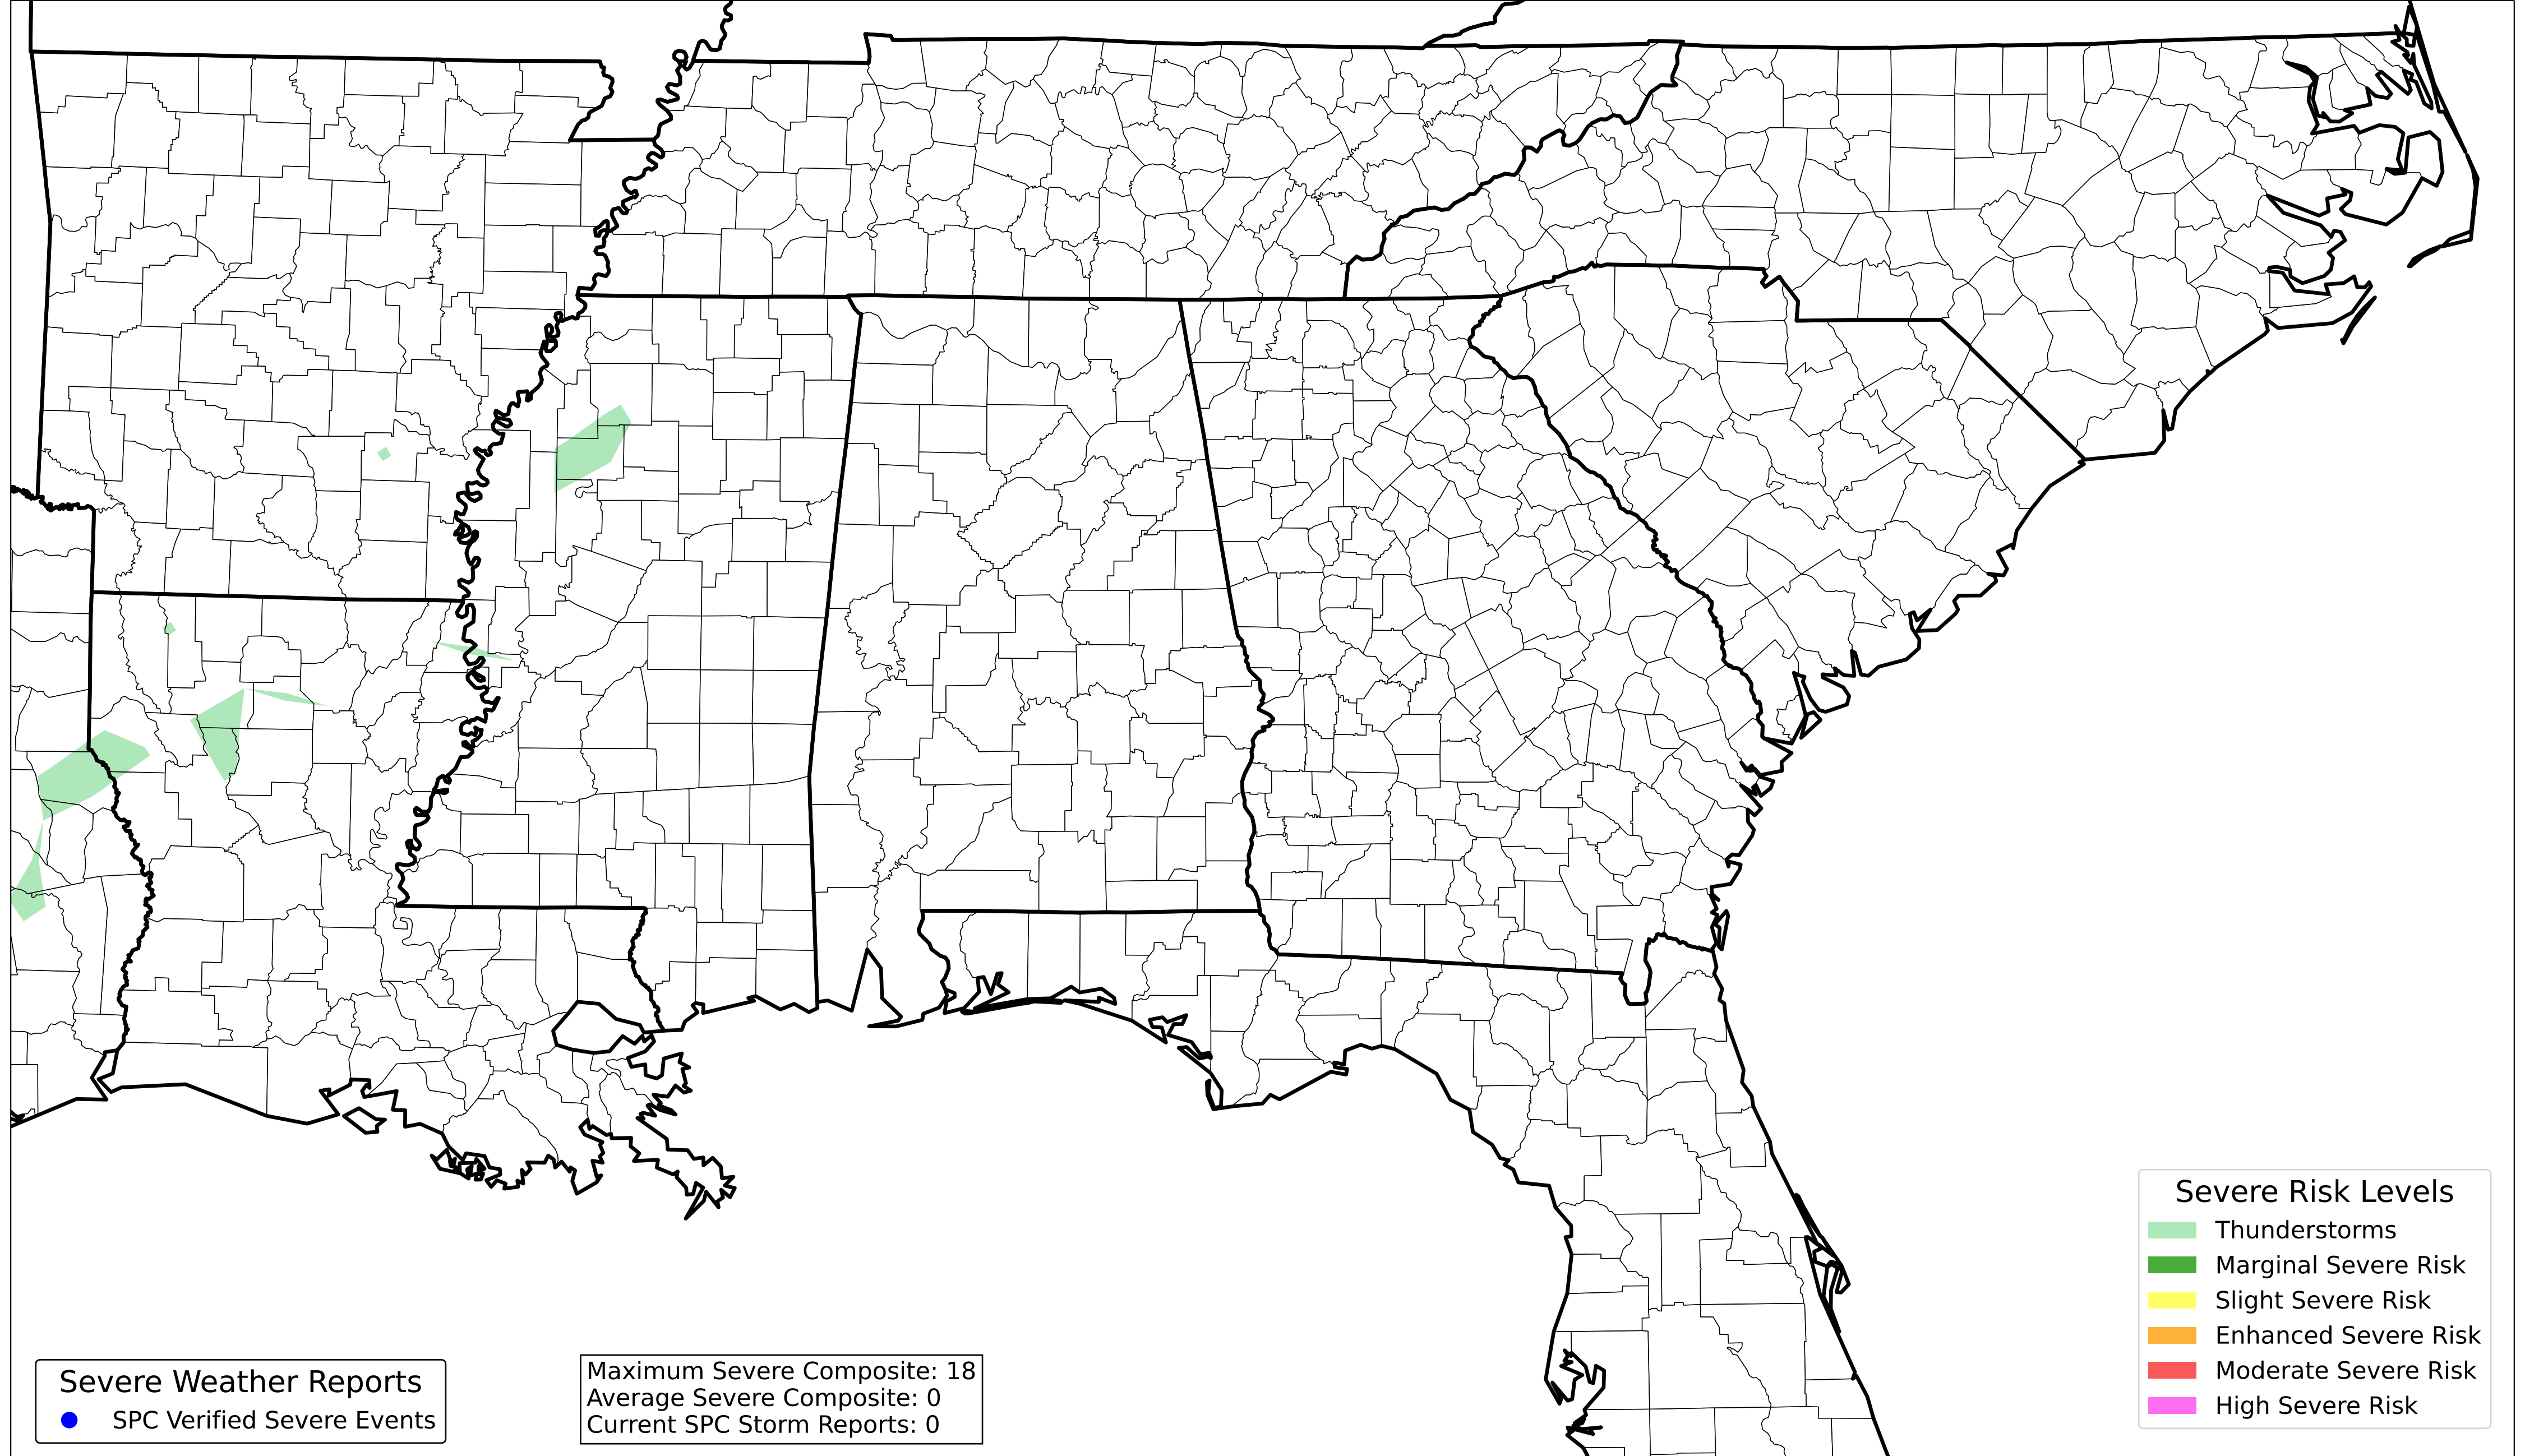 Severe Risk Levels
Thunderstorms
Marginal Severe Risk
Slight Severe Risk
Enhanced Severe Risk
Moderate Severe Risk
High Severe Risk
Severe Weather Reports
SPC Verified Severe Events
Maximum Severe Composite: 18
Average Severe Composite: 0
Current SPC Storm Reports: 0